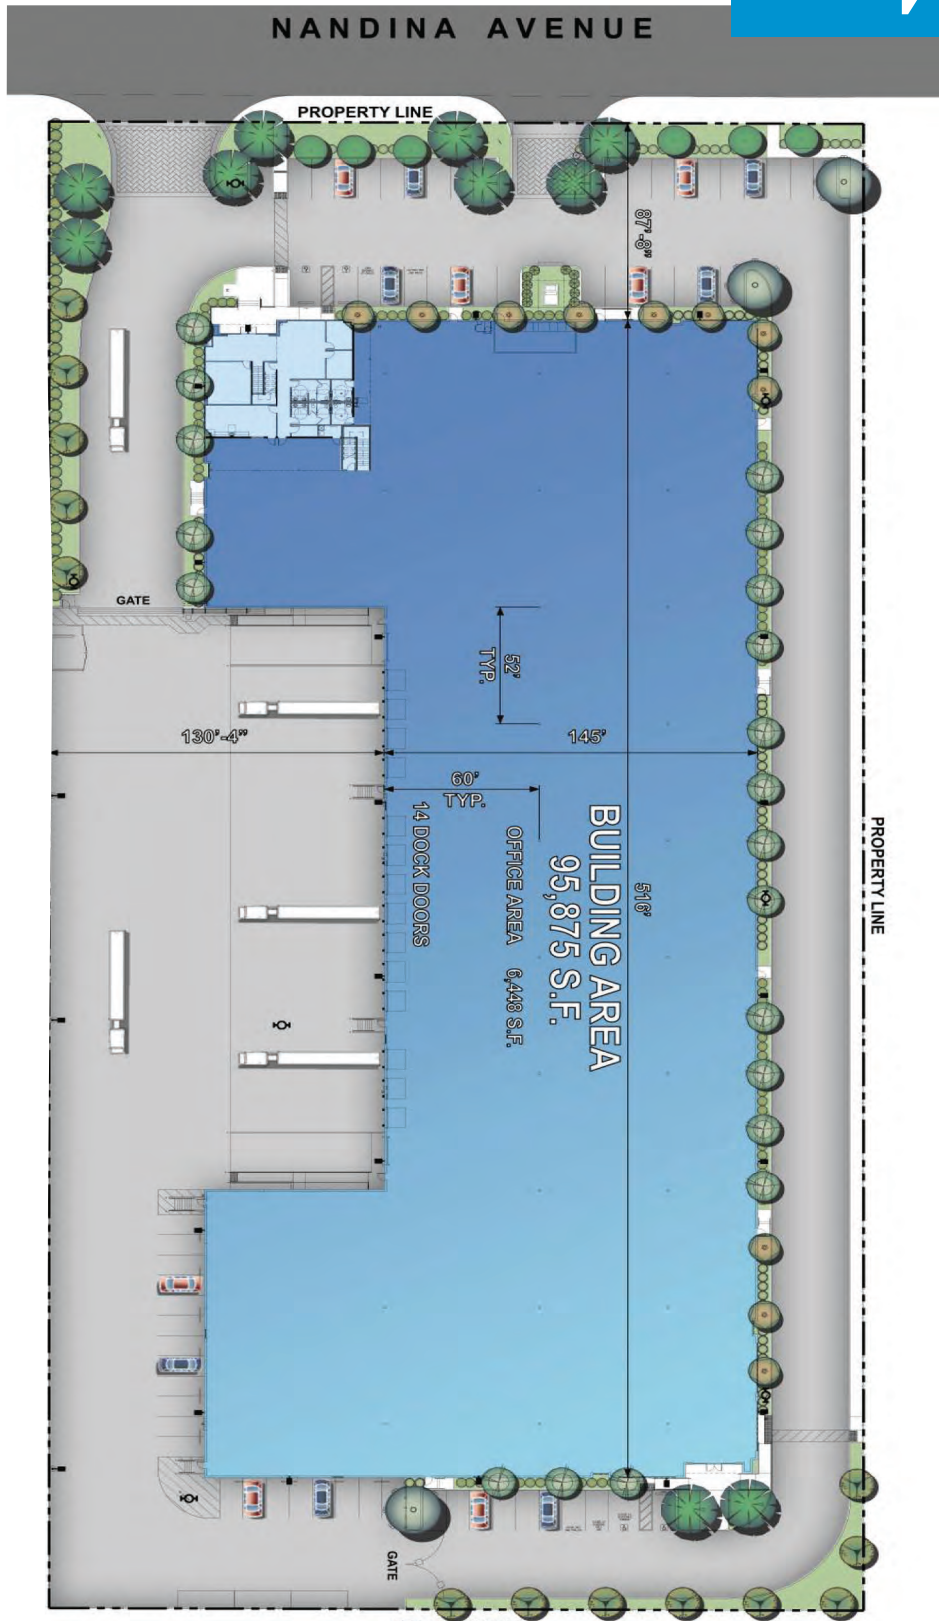 NANDINA AVENUE
PROPERTY LINE
87'-8"
GATE
52'
TYP.
130'-4"
145'
60'
TYP.
BUILDING AREA
95,875 S.F.
516'
OFFICE AREA 6,448 S.F.
14 DOCK DOORS
PROPERTY LINE
GATE